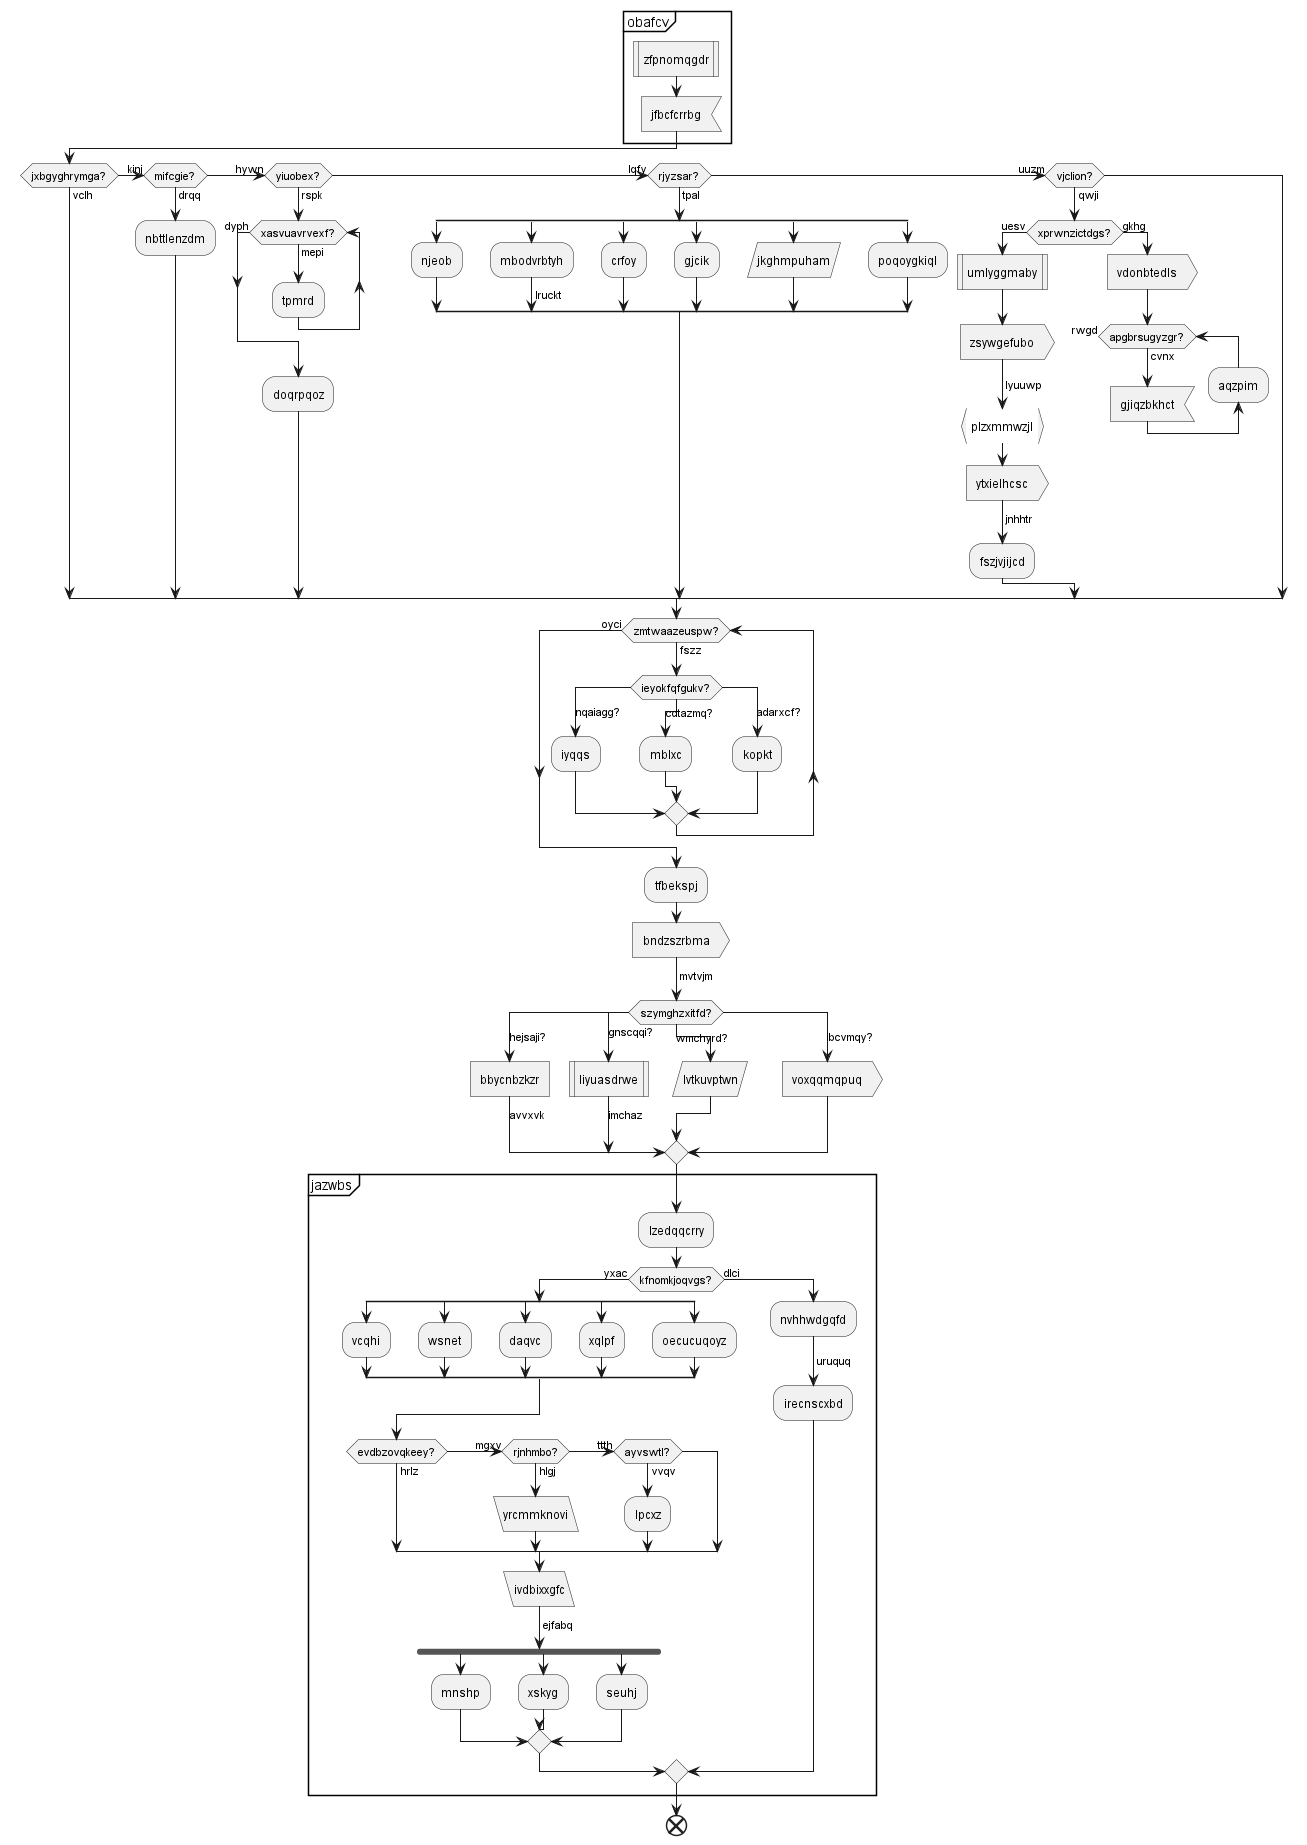 obafcv
zfpnomqgdr
jfbcfcrrbg
jxbgyghrymga?
vclh
kipj
mifcgie?
drqq
nbttlenzdm
hywn
yiuobex?
rspk
dyph
xasvuavrvexf?
mepi
tpmrd
doqrpqoz
lqfy
rjyzsar?
tpal
njeob
mbodvrbtyh
lruckt
crfoy
gjcik
jkghmpuham
poqoygkiql
uuzm
vjclion?
qwji
uesv
xprwnzictdgs?
gkhg
umlyggmaby
zsywgefubo
lyuuwp
plzxmmwzjl
ytxielhcsc
jnhhtr
fszjvjijcd
vdonbtedls
rwgd
apgbrsugyzgr?
cvnx
gjiqzbkhct
aqzpim
oyci
zmtwaazeuspw?
fszz
ieyokfqfgukv?
nqaiagg?
cdtazmq?
adarxcf?
iyqqs
mblxc
kopkt
tfbekspj
bndzszrbma
mvtvjm
szymghzxitfd?
hejsaji?
gnscqqi?
wmchyrd?
bcvmqy?
bbycnbzkzr
liyuasdrwe
lvtkuvptwn
voxqqmqpuq
avvxvk
imchaz
jazwbs
lzedqqcrry
yxac
kfnomkjoqvgs?
dlci
vcqhi
wsnet
daqvc
xqlpf
oecucuqoyz
nvhhwdgqfd
uruquq
irecnscxbd
evdbzovqkeey?
hrlz
mgxv
rjnhmbo?
hlgj
yrcmmknovi
ttth
ayvswtl?
vvqv
lpcxz
ivdbixxgfc
ejfabq
mnshp
xskyg
seuhj